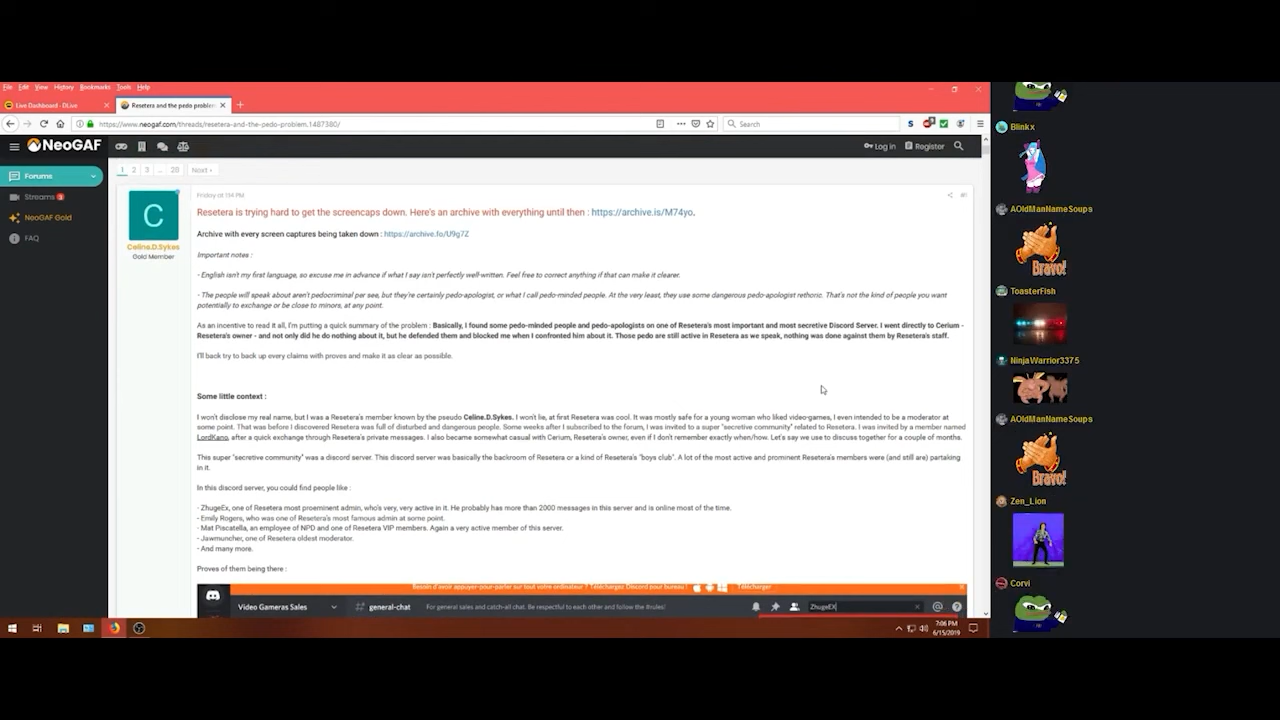 File Edit View History Bookmarks Tools Help
Live Dashboard - DLive
Resetera and the pedo problem
https://www.neogaf.com/threads/resetera-and-the-pedo-problem.1487380/
Search
NeoGAF
Log in
Register
Forums
Streams
NeoGAF Gold
FAQ
1 2 3 ... 28 Next
C
Celine.D.Sykes
Gold Member
Friday at 1:14 PM
#1
Resetera is trying hard to get the screencaps down. Here's an archive with everything until then : https://archive.is/M74yo.
Archive with every screen captures being taken down : https://archive.fo/U9g7Z
Important notes :
- English isn't my first language, so excuse me in advance if what I say isn't perfectly well-written. Feel free to correct anything if that can make it clearer.
- The people will speak about aren't pedocriminal per see, but they're certainly pedo-apologist, or what I call pedo-minded people. At the very least, they use some dangerous pedo-apologist rethoric. That's not the kind of people you want
potentially to exchange or be close to minors, at any point.
As an incentive to read it all, I'm putting a quick summary of the problem : Basically, I found some pedo-minded people and pedo-apologists on one of Resetera's most important and most secretive Discord Server. I went directly to Cerium -
Resetera's owner - and not only did he do nothing about it, but he defended them and blocked me when I confronted him about it. Those pedo are still active in Resetera as we speak, nothing was done against them by Resetera's staff.
I'll back try to back up every claims with proves and make it as clear as possible.
Some little context :
I won't disclose my real name, but I was a Resetera's member known by the pseudo Celine.D.Sykes. I won't lie, at first Resetera was cool. It was mostly safe for a young woman who liked video-games, I even intended to be a moderator at
some point. That was before I discovered Resetera was full of disturbed and dangerous people. Some weeks after I subscribed to the forum, I was invited to a super "secretive community" related to Resetera. I was invited by a member named
LordKano, after a quick exchange through Resetera's private messages. I also became somewhat casual with Cerium, Resetera's owner, even if I don't remember exactly when/how. Let's say we use to discuss together for a couple of months.
This super "secretive community" was a discord server. This discord server was basically the backroom of Resetera or a kind of Resetera's "boys club". A lot of the most active and prominent Resetera's members were (and still are) partaking
in it.
In this discord server, you could find people like :
- ZhugeEx, one of Resetera most proeminent admin, who's very, very active in it. He probably has more than 2000 messages in this server and is online most of the time.
- Emily Rogers, who was one of Resetera's most famous admin at some point.
- Mat Piscatella, an employee of NPD and one of Resetera VIP members. Again a very active member of this server.
- Jawmuncher, one of Resetera oldest moderator.
- And many more.
Proves of them being there :
Besoin d'avoir appuyer-pour-parler sur tout votre ordinateur ? Téléchargez Discord pour bureau !
Télécharger
Video Gameras Sales
# general-chat
For general sales and catch-all chat. Be respectful to each other and follow the #rules!
ZhugeEX
7:06 PM
6/15/2019
Blinkx
AOldManNameSoups
Bravo!
ToasterFish
NinjaWarrior3375
AOldManNameSoups
Bravo!
Zen_Lion
Corvi